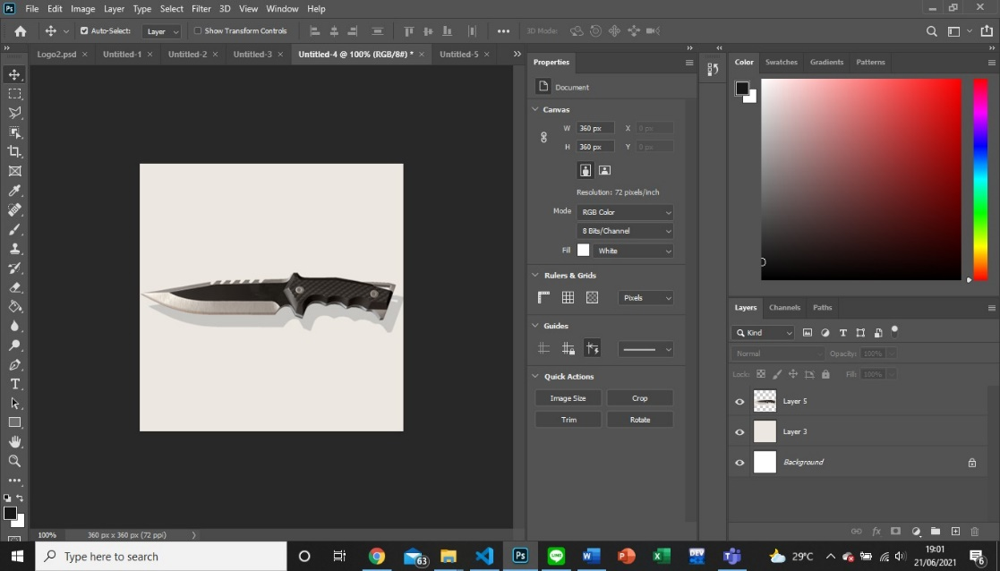 Ps File Edit Image Layer Type Select Filter 3D View Window Help
Auto-Select: Layer Show Transform Controls 3D Mode:
Logo2.psd × Untitled-1 × Untitled-2 × Untitled-3 × Untitled-4 @ 100% (RGB/8#) * × Untitled-5 ×
Properties
Document
Canvas
W 360 px X 0 px
H 360 px Y 0 px
Resolution: 72 pixels/inch
Mode RGB Color
8 Bits/Channel
Fill White
Rulers & Grids
Pixels
Guides
Quick Actions
Image Size Crop
Trim Rotate
Color Swatches Gradients Patterns
Layers Channels Paths
Kind
Normal Opacity: 100%
Lock: Fill: 100%
Layer 5
Layer 3
Background
fx
100% 360 px x 360 px (72 ppi)
Type here to search
63
Ps
DEV
29°C
19:01
21/06/2021
6